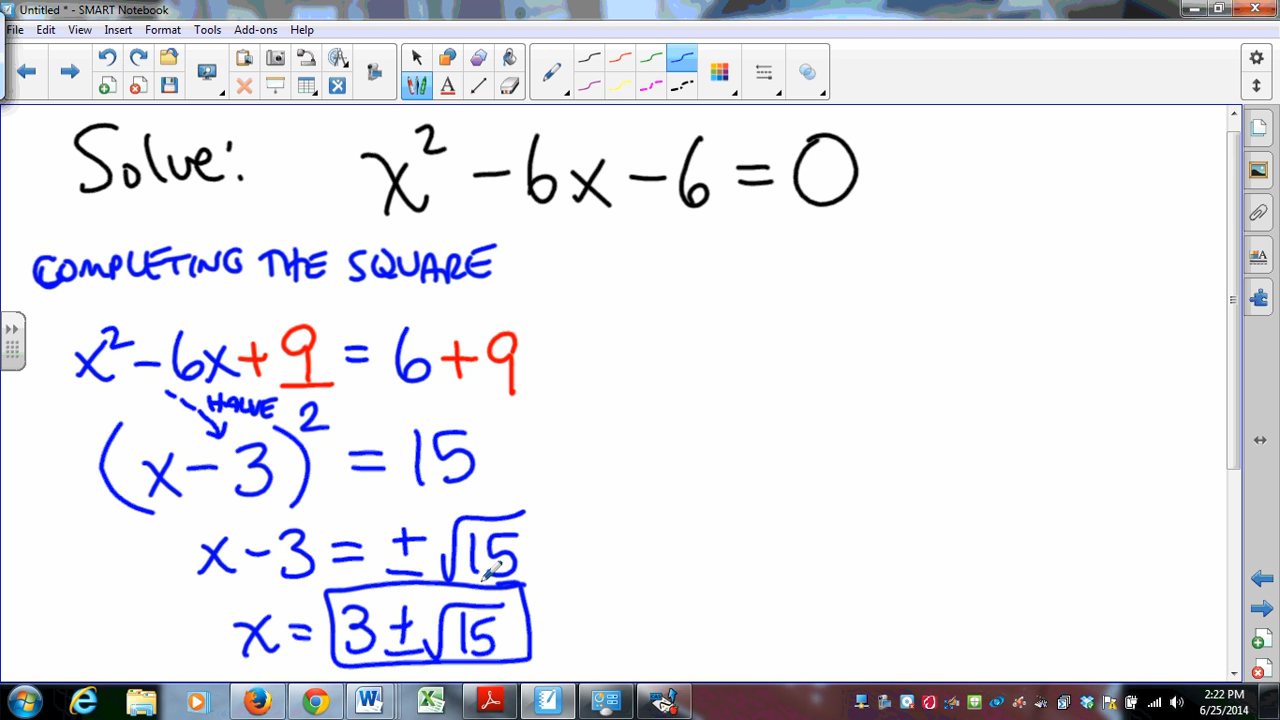 Untitled * - SMART Notebook
File Edit View Insert Format Tools Add-ons Help
Solve: x² - 6x - 6 = 0
COMPLETING THE SQUARE
x² - 6x + 9 = 6 + 9
HALVE
(x - 3)² = 15
x - 3 = ± √15
x = 3 ± √15
2:22 PM
6/25/2014